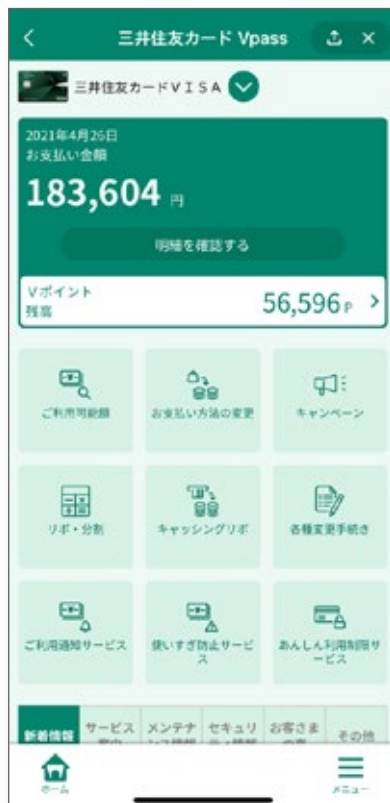 三井住友カード Vpass
三井住友カードVISA
2021年4月26日
お支払い金額
183,604 円
明細を確認する
Vポイント
残高
56,596 P
ご利用可能額
お支払い方法の変更
キャンペーン
リボ・分割
キャッシングリボ
各種変更手続き
ご利用通知サービス
使いすぎ防止サービ
ス
あんしん利用制限サ
ービス
新着情報
サービス
メンテナ
セキュリ
お客さま
その他
ホーム
メニュー